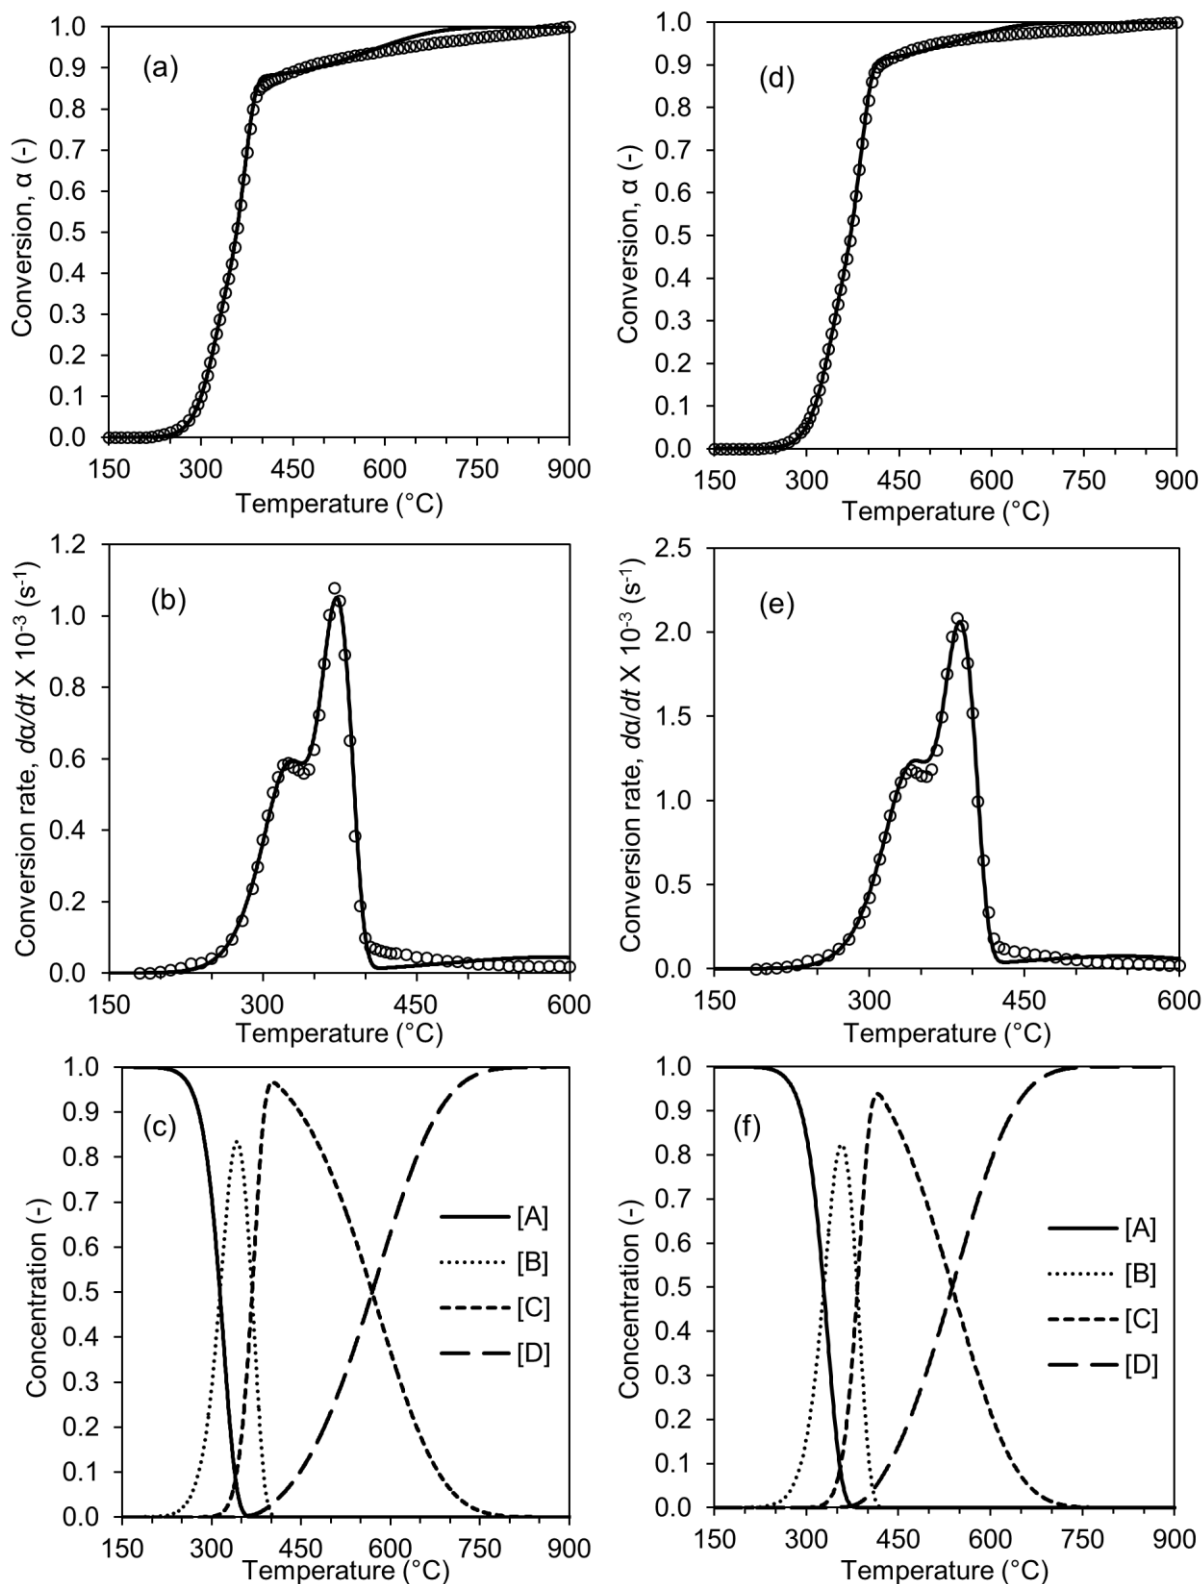 (a)
Conversion, α (-)
1.0
0.9
0.8
0.7
0.6
0.5
0.4
0.3
0.2
0.1
0.0
150 300 450 600 750 900
Temperature (°C)
(d)
Conversion, α (-)
1.0
0.9
0.8
0.7
0.6
0.5
0.4
0.3
0.2
0.1
0.0
150 300 450 600 750 900
Temperature (°C)
(b)
Conversion rate, dα/dt X 10⁻³ (s⁻¹)
1.2
1.0
0.8
0.6
0.4
0.2
0.0
150 300 450 600
Temperature (°C)
(e)
Conversion rate, dα/dt X 10⁻³ (s⁻¹)
2.5
2.0
1.5
1.0
0.5
0.0
150 300 450 600
Temperature (°C)
(c)
Concentration (-)
1.0
0.9
0.8
0.7
0.6
0.5
0.4
0.3
0.2
0.1
0.0
[A]
[B]
[C]
[D]
150 300 450 600 750 900
Temperature (°C)
(f)
Concentration (-)
1.0
0.9
0.8
0.7
0.6
0.5
0.4
0.3
0.2
0.1
0.0
[A]
[B]
[C]
[D]
150 300 450 600 750 900
Temperature (°C)